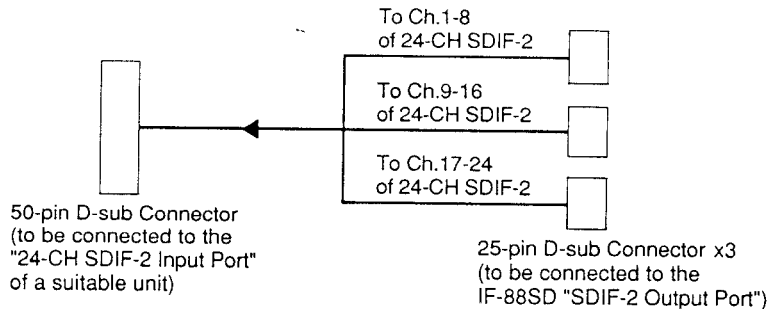 To Ch.1-8
of 24-CH SDIF-2
To Ch.9-16
of 24-CH SDIF-2
To Ch.17-24
of 24-CH SDIF-2
50-pin D-sub Connector
(to be connected to the
"24-CH SDIF-2 Input Port"
of a suitable unit)
25-pin D-sub Connector x3
(to be connected to the
IF-88SD "SDIF-2 Output Port")